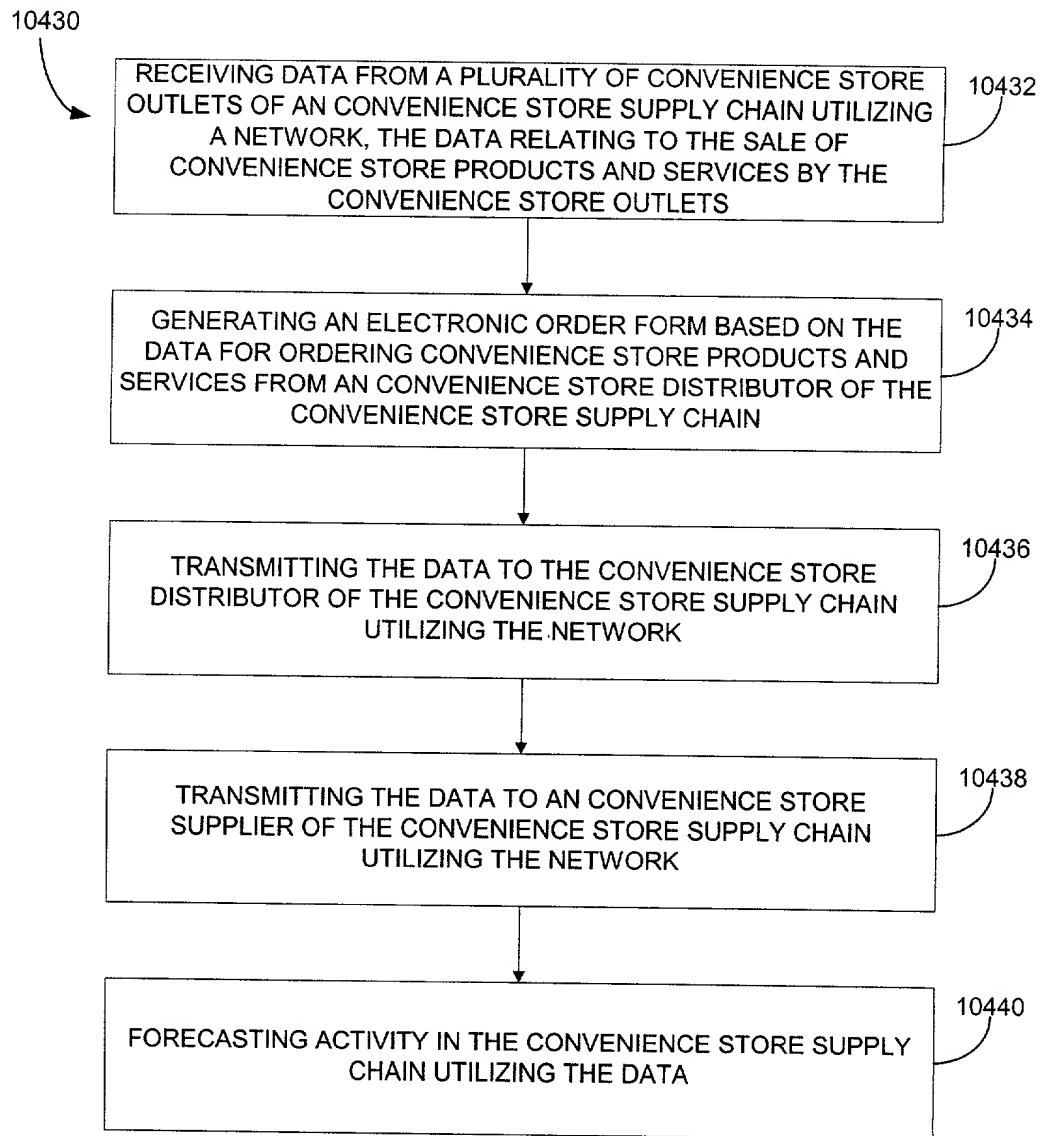 10430
RECEIVING DATA FROM A PLURALITY OF CONVENIENCE STORE
OUTLETS OF AN CONVENIENCE STORE SUPPLY CHAIN UTILIZING
A NETWORK, THE DATA RELATING TO THE SALE OF
CONVENIENCE STORE PRODUCTS AND SERVICES BY THE
CONVENIENCE STORE OUTLETS
10432
GENERATING AN ELECTRONIC ORDER FORM BASED ON THE
DATA FOR ORDERING CONVENIENCE STORE PRODUCTS AND
SERVICES FROM AN CONVENIENCE STORE DISTRIBUTOR OF THE
CONVENIENCE STORE SUPPLY CHAIN
10434
TRANSMITTING THE DATA TO THE CONVENIENCE STORE
DISTRIBUTOR OF THE CONVENIENCE STORE SUPPLY CHAIN
UTILIZING THE NETWORK
10436
TRANSMITTING THE DATA TO AN CONVENIENCE STORE
SUPPLIER OF THE CONVENIENCE STORE SUPPLY CHAIN
UTILIZING THE NETWORK
10438
FORECASTING ACTIVITY IN THE CONVENIENCE STORE SUPPLY
CHAIN UTILIZING THE DATA
10440